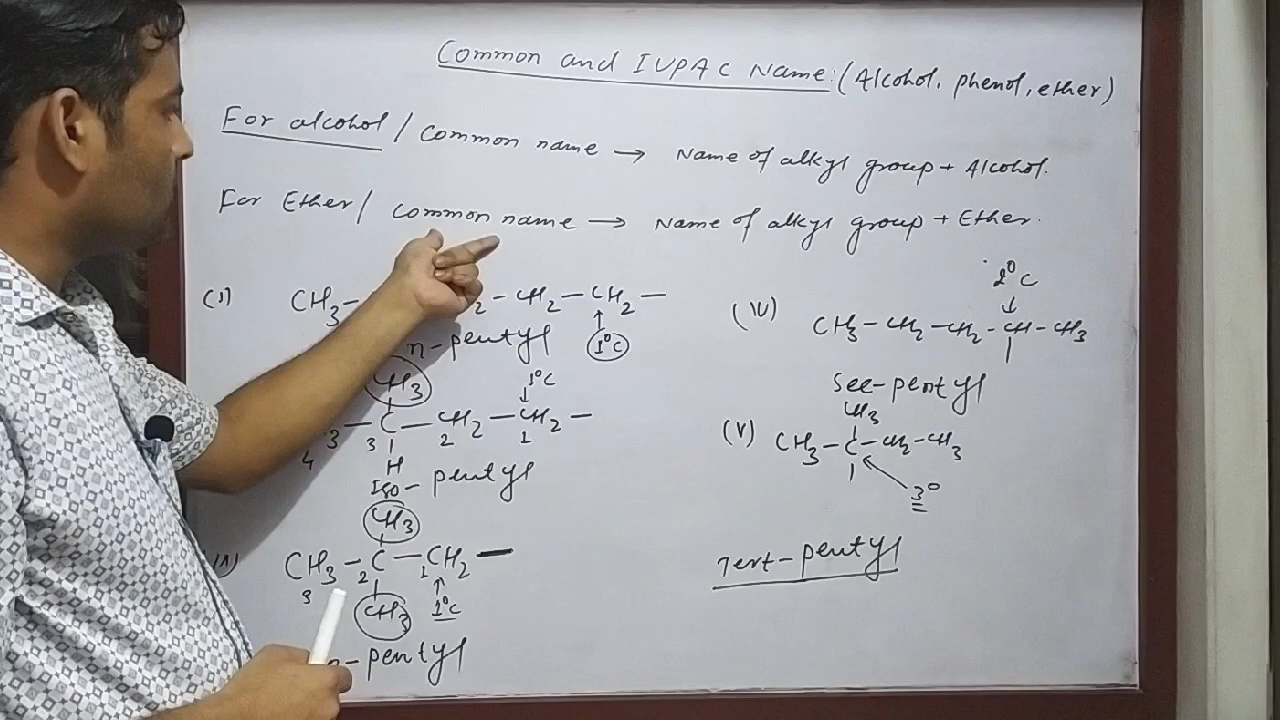 Common and IUPAC Name: (Alcohol, phenol, ether)
For alcohol / Common name → Name of alkyl group + Alcohol.
For Ether / Common name → Name of alkyl group + Ether.
(I) CH3 — 2 — CH2 — CH2 —
n-pentyl 1°C
CH3 1°C
3 — C — CH2 — CH2 —
4 3 2 1
H
Iso-pentyl
CH3
CH3 — C — CH2 —
3 2 1
CH3 1°C
-pentyl
2°C
(IV) CH3 — CH2 — CH2 — CH — CH3
Sec-pentyl
CH3
(V) CH3 — C — CH2 — CH3
3°
Tert-pentyl